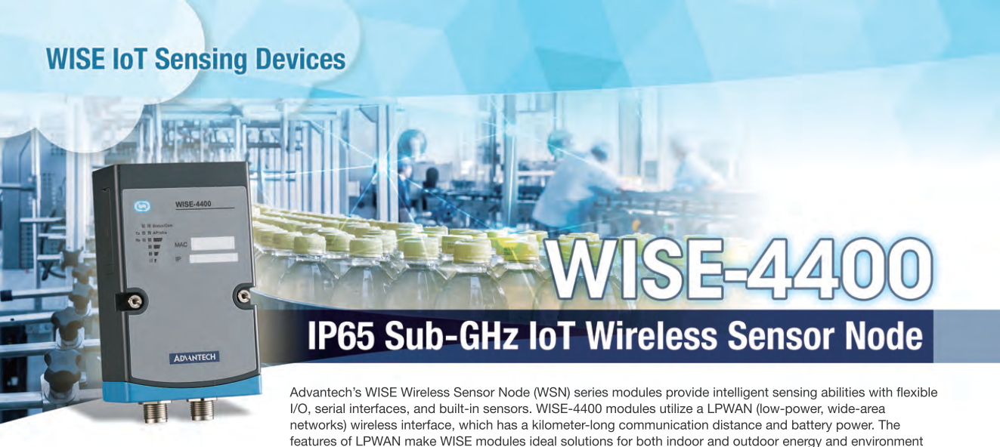 WISE IoT Sensing Devices
WISE-4400
Status/Com
MAC
IP
ADVANTECH
WISE-4400
IP65 Sub-GHz IoT Wireless Sensor Node
Advantech's WISE Wireless Sensor Node (WSN) series modules provide intelligent sensing abilities with flexible
I/O, serial interfaces, and built-in sensors. WISE-4400 modules utilize a LPWAN (low-power, wide-area
networks) wireless interface, which has a kilometer-long communication distance and battery power. The
features of LPWAN make WISE modules ideal solutions for both indoor and outdoor energy and environment